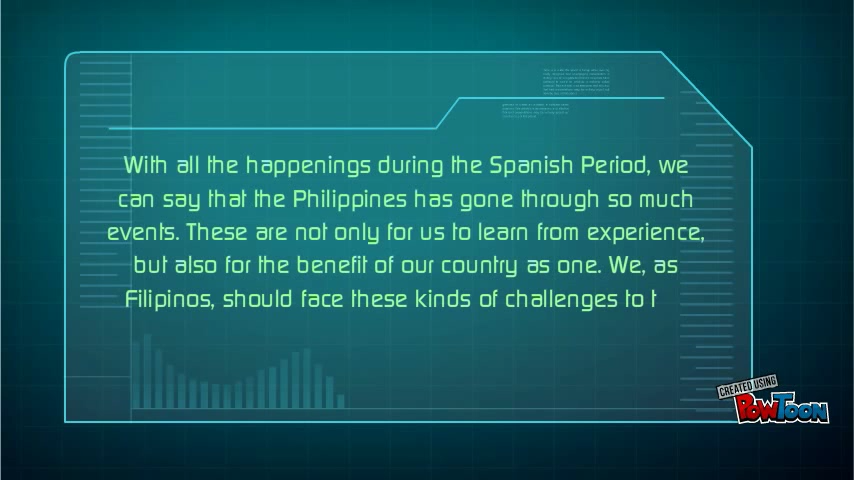 With all the happenings during the Spanish Period, we
can say that the Philippines has gone through so much
events. These are not only for us to learn from experience,
but also for the benefit of our country as one. We, as
Filipinos, should face these kinds of challenges to t
CREATED USING
POWTOON